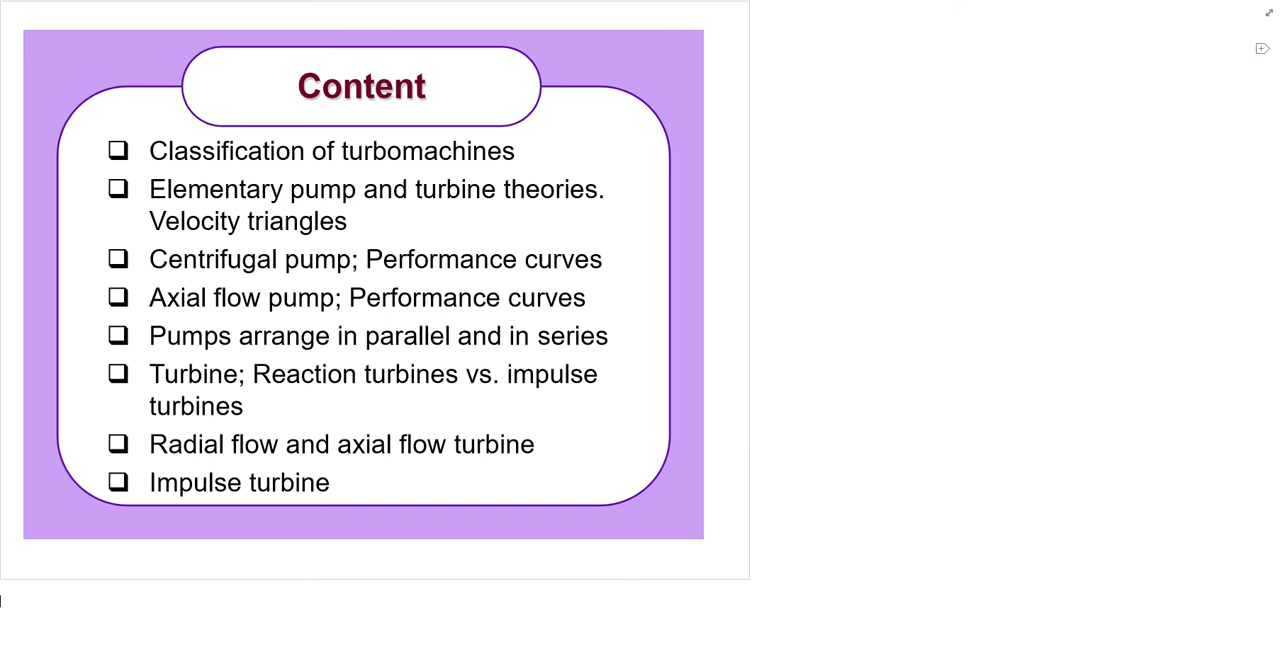 Content
❑ Classification of turbomachines
❑ Elementary pump and turbine theories.
Velocity triangles
❑ Centrifugal pump; Performance curves
❑ Axial flow pump; Performance curves
❑ Pumps arrange in parallel and in series
❑ Turbine; Reaction turbines vs. impulse
turbines
❑ Radial flow and axial flow turbine
❑ Impulse turbine